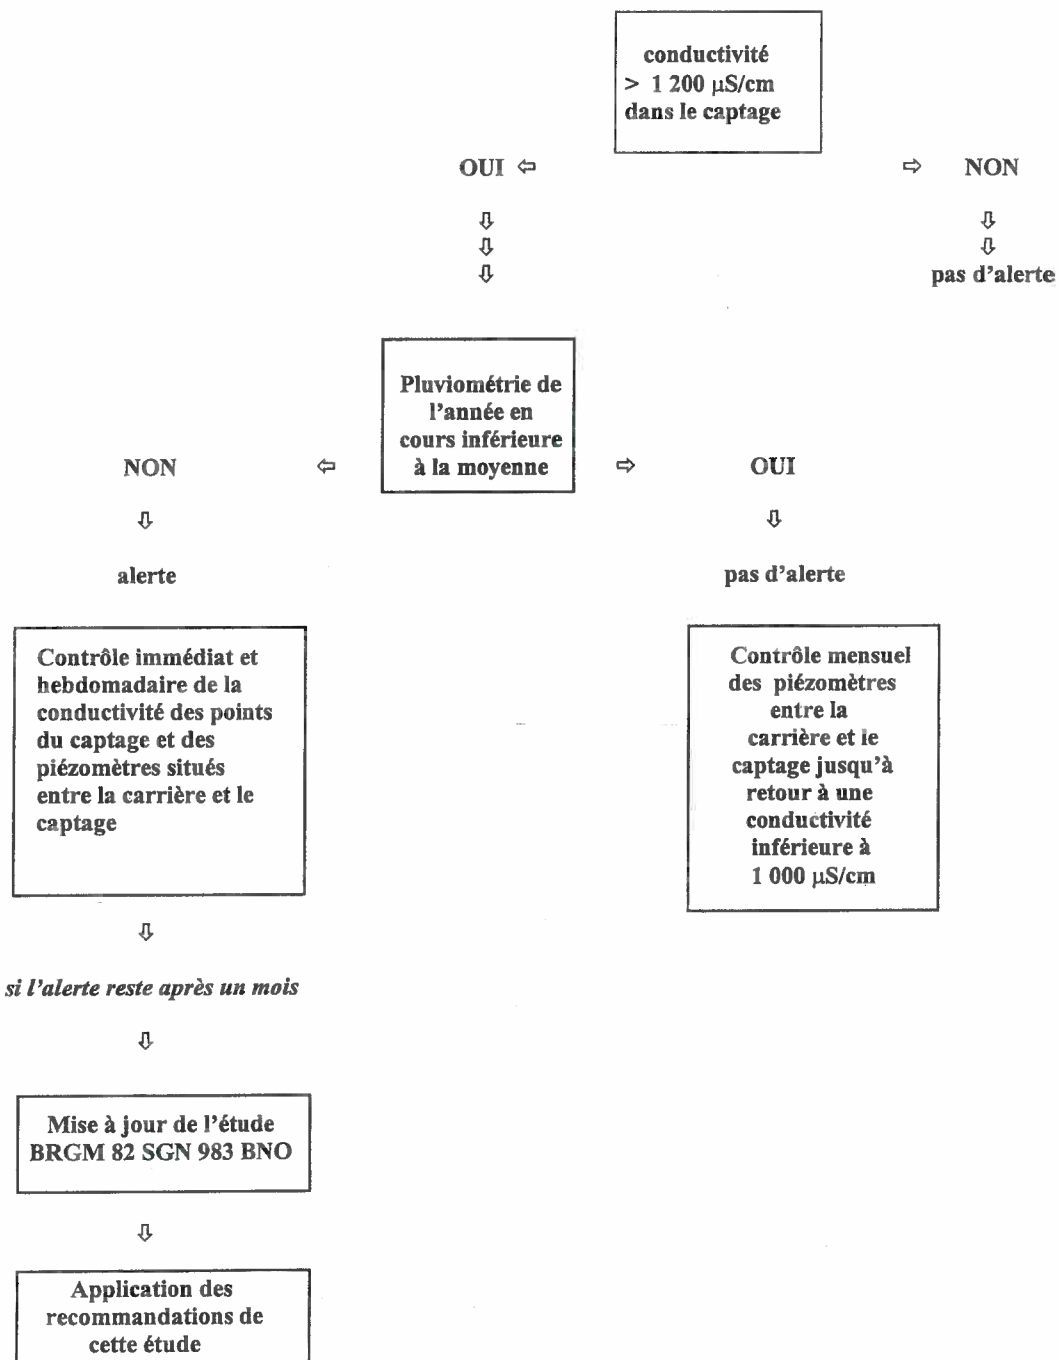 conductivité
> 1 200 µS/cm
dans le captage
OUI ⇦
⇨ NON
⇩
⇩
⇩
⇩
⇩
pas d'alerte
Pluviométrie de
l'année en
cours inférieure
à la moyenne
NON ⇦
⇨ OUI
⇩
⇩
alerte
pas d'alerte
Contrôle immédiat et
hebdomadaire de la
conductivité des points
du captage et des
piézomètres situés
entre la carrière et le
captage
Contrôle mensuel
des piézomètres
entre la
carrière et le
captage jusqu'à
retour à une
conductivité
inférieure à
1 000 µS/cm
⇩
si l'alerte reste après un mois
⇩
Mise à jour de l'étude
BRGM 82 SGN 983 BNO
⇩
Application des
recommandations de
cette étude